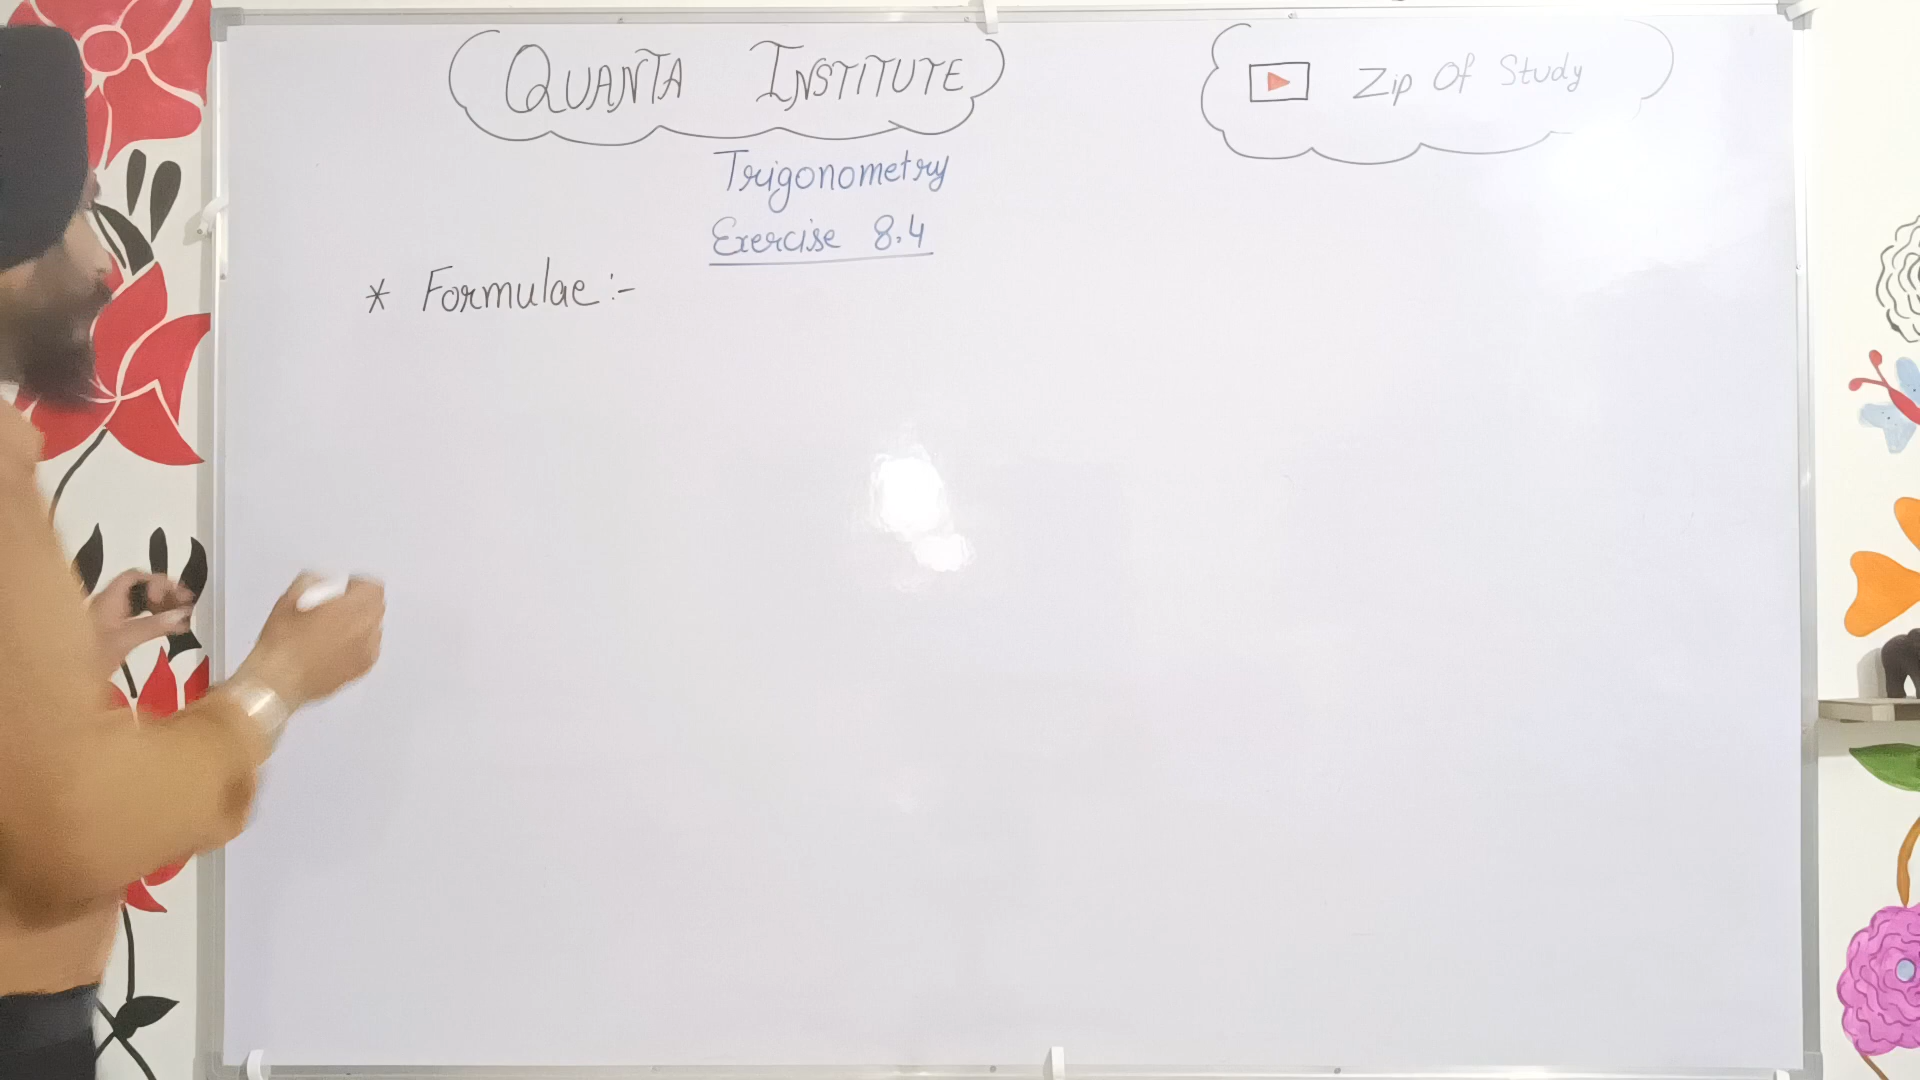 QUANTA INSTITUTE
Zip Of Study
Trigonometry
Exercise 8.4
* Formulae :-